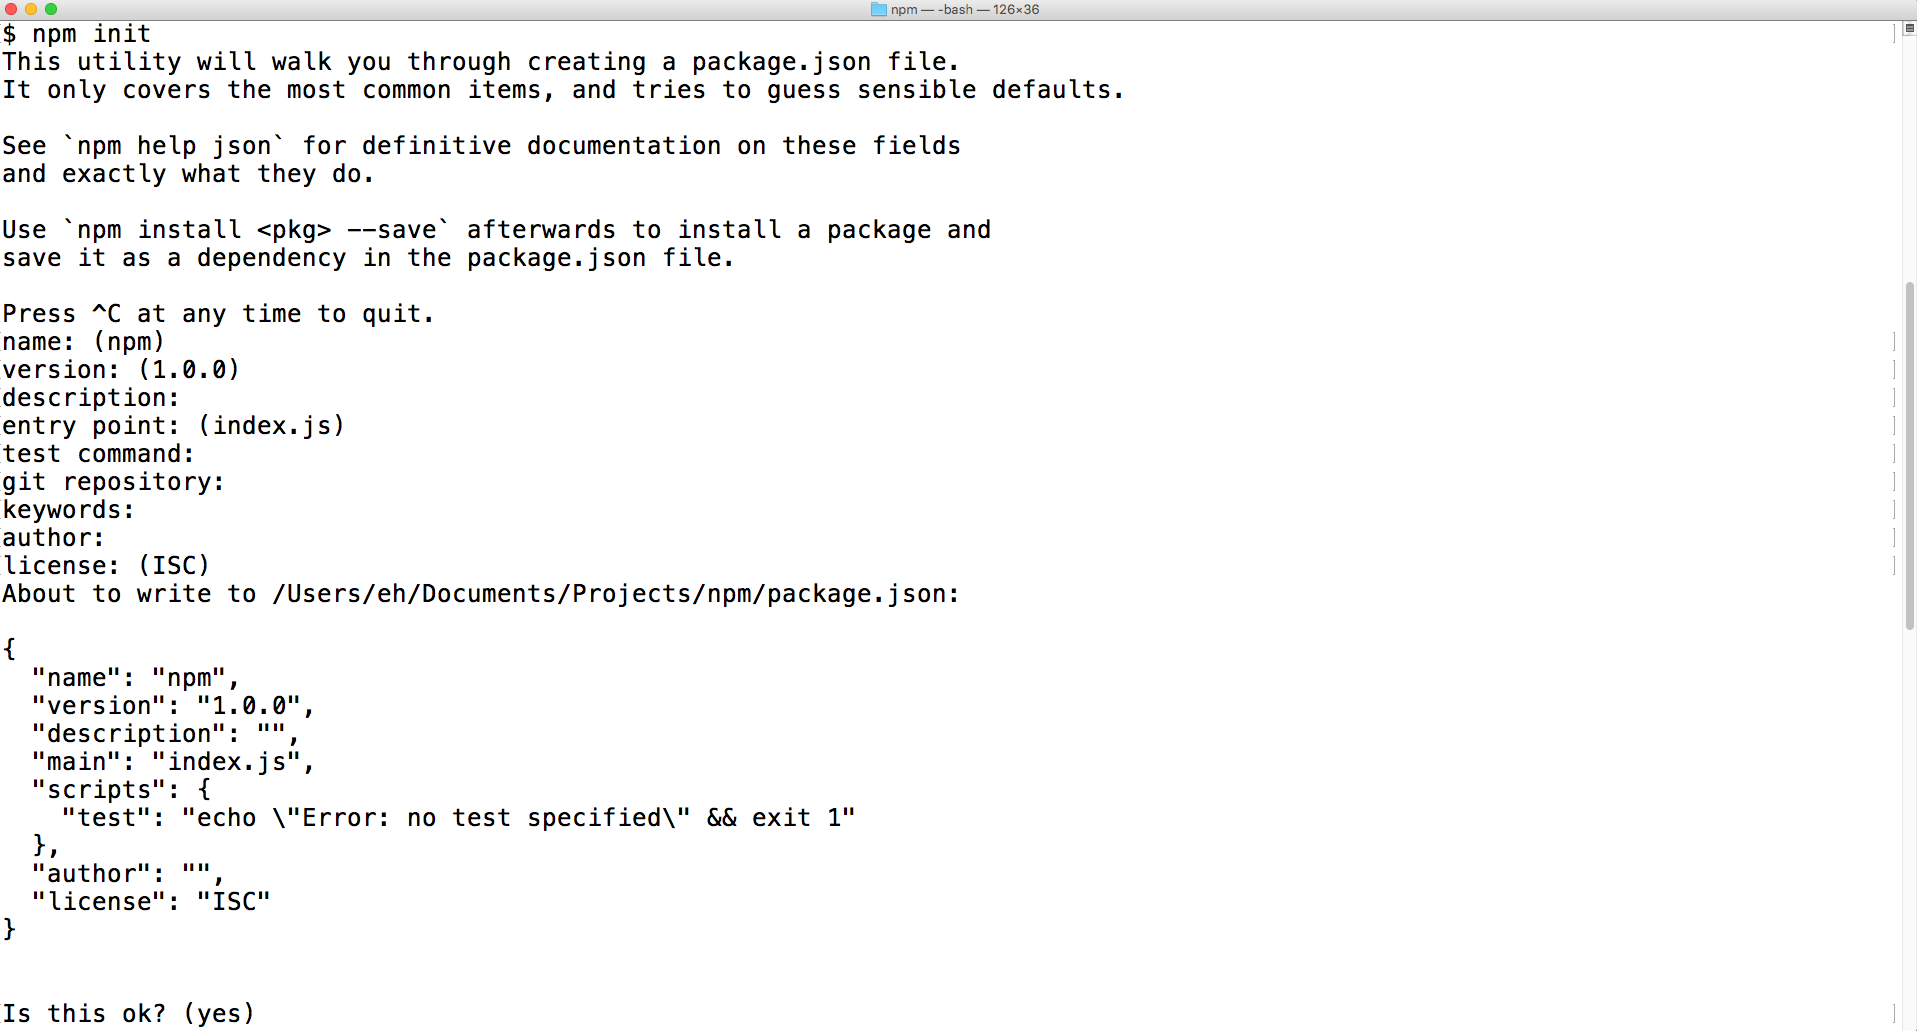 npm — -bash — 126×36
$ npm init
This utility will walk you through creating a package.json file.
It only covers the most common items, and tries to guess sensible defaults.
See `npm help json` for definitive documentation on these fields
and exactly what they do.
Use `npm install <pkg> --save` afterwards to install a package and
save it as a dependency in the package.json file.
Press ^C at any time to quit.
name: (npm)
version: (1.0.0)
description:
entry point: (index.js)
test command:
git repository:
keywords:
author:
license: (ISC)
About to write to /Users/eh/Documents/Projects/npm/package.json:
{
  "name": "npm",
  "version": "1.0.0",
  "description": "",
  "main": "index.js",
  "scripts": {
    "test": "echo \"Error: no test specified\" && exit 1"
  },
  "author": "",
  "license": "ISC"
}
Is this ok? (yes)